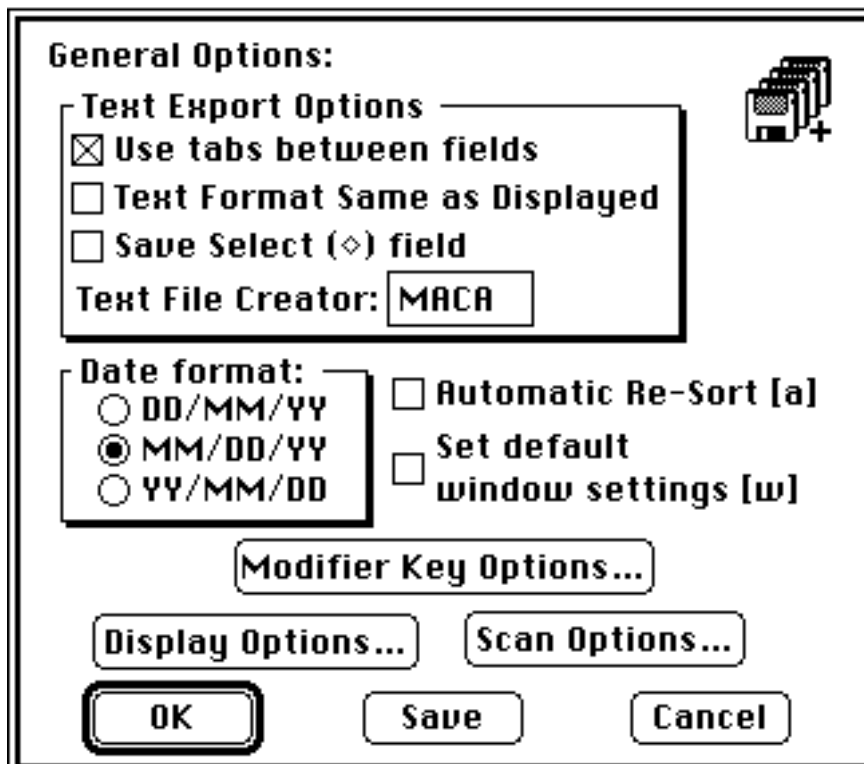 General Options:
Text Export Options
Use tabs between fields
Text Format Same as Displayed
Save Select (◇) field
Text File Creator: MACA
Date format:
DD/MM/YY
MM/DD/YY
YY/MM/DD
Automatic Re-Sort [a]
Set default
window settings [w]
Modifier Key Options...
Display Options...
Scan Options...
OK
Save
Cancel